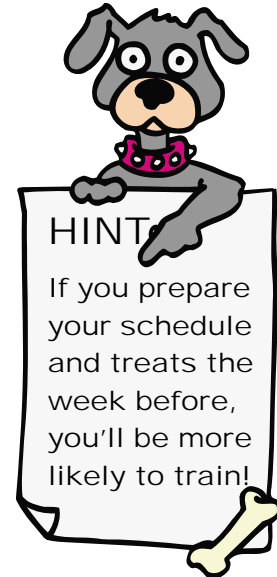 HINT:
If you prepare
your schedule
and treats the
week before,
you'll be more
likely to train!